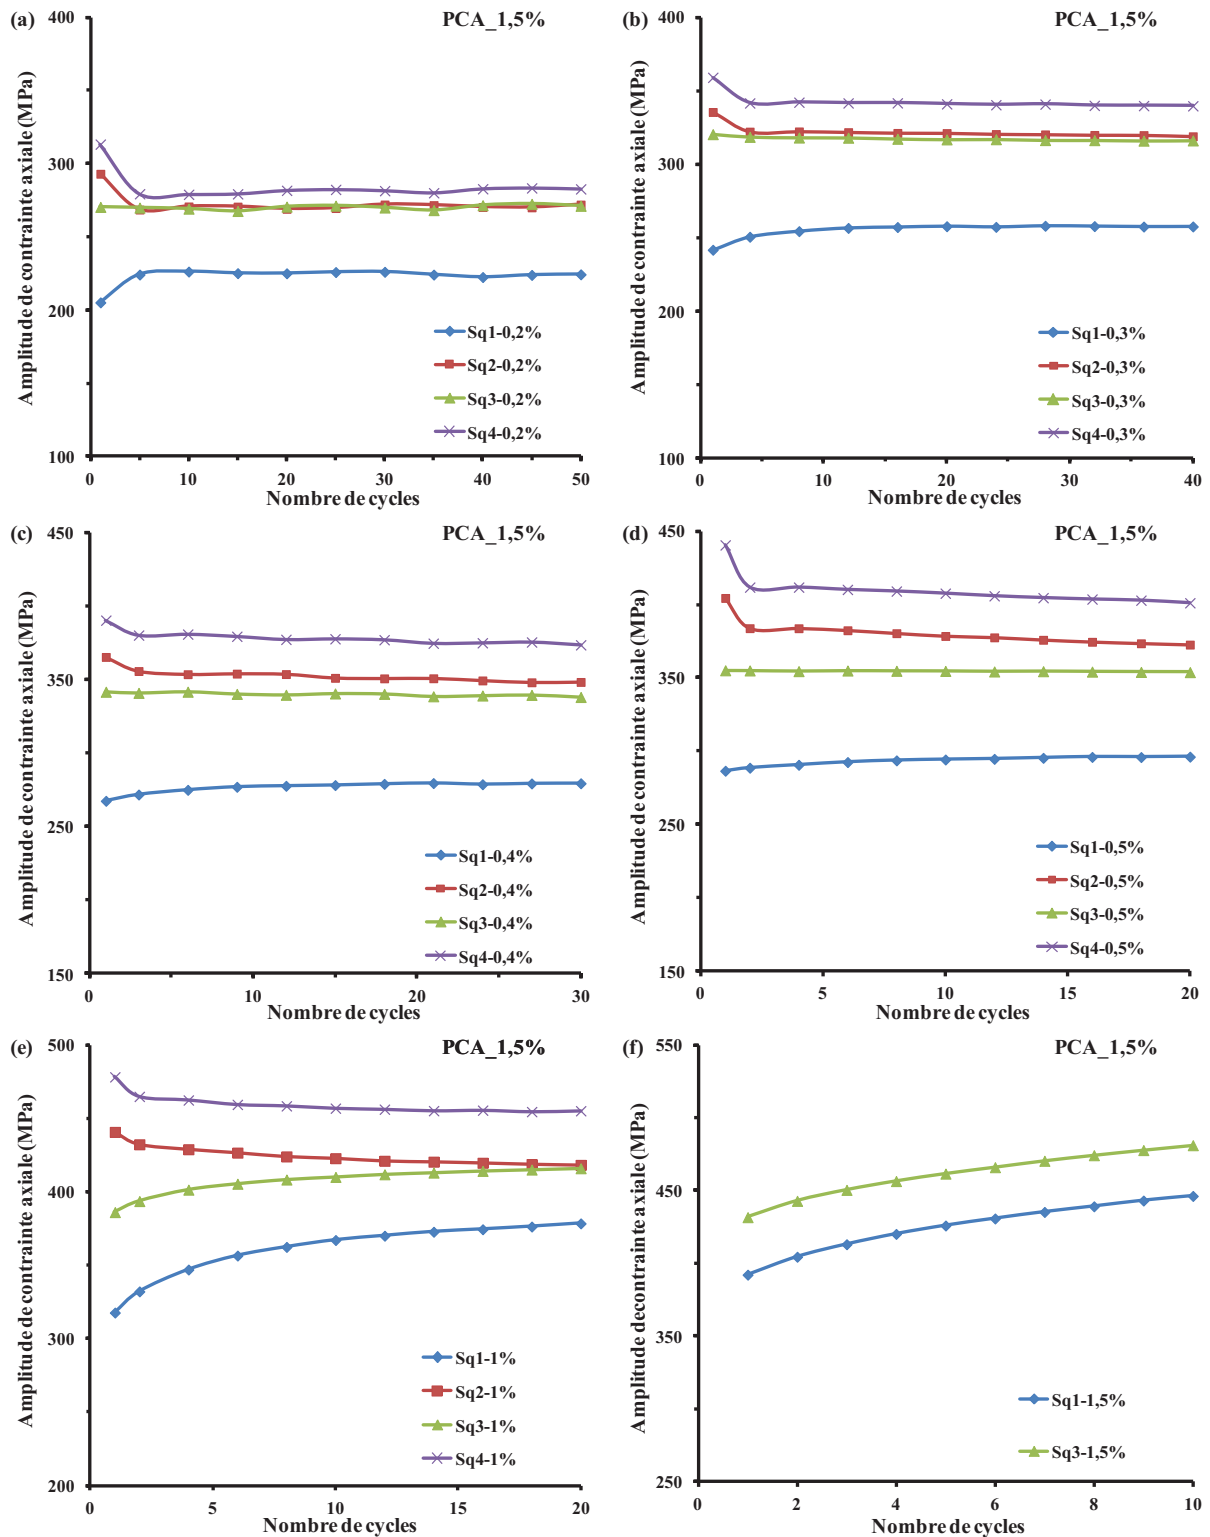 (a)
PCA_1,5%
Amplitude de contrainte axiale (MPa)
400
300
200
100
0
10
20
30
40
50
Nombre de cycles
Sq1-0,2%
Sq2-0,2%
Sq3-0,2%
Sq4-0,2%
(b)
PCA_1,5%
Amplitude de contrainte axiale (MPa)
400
300
200
100
0
10
20
30
40
Nombre de cycles
Sq1-0,3%
Sq2-0,3%
Sq3-0,3%
Sq4-0,3%
(c)
PCA_1,5%
Amplitude de contrainte axiale (MPa)
450
350
250
150
0
10
20
30
Nombre de cycles
Sq1-0,4%
Sq2-0,4%
Sq3-0,4%
Sq4-0,4%
(d)
PCA_1,5%
Amplitude de contrainte axiale (MPa)
450
350
250
150
0
5
10
15
20
Nombre de cycles
Sq1-0,5%
Sq2-0,5%
Sq3-0,5%
Sq4-0,5%
(e)
PCA_1,5%
Amplitude de contrainte axiale (MPa)
500
400
300
200
0
5
10
15
20
Nombre de cycles
Sq1-1%
Sq2-1%
Sq3-1%
Sq4-1%
(f)
PCA_1,5%
Amplitude de contrainte axiale (MPa)
550
450
350
250
0
2
4
6
8
10
Nombre de cycles
Sq1-1,5%
Sq3-1,5%